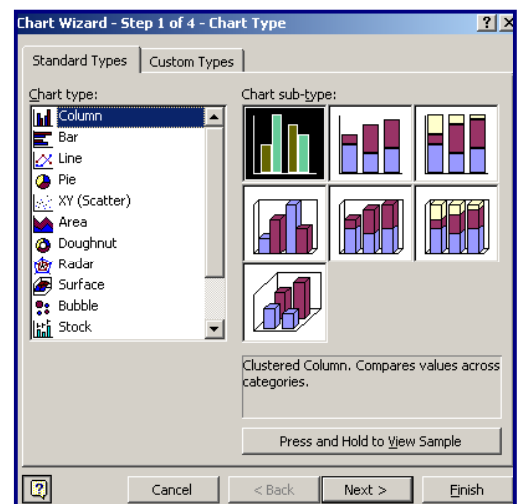 Chart Wizard - Step 1 of 4 - Chart Type
Standard Types
Custom Types
Chart type:
Column
Bar
Line
Pie
XY (Scatter)
Area
Doughnut
Radar
Surface
Bubble
Stock
Chart sub-type:
Clustered Column. Compares values across
categories.
Press and Hold to View Sample
Cancel
< Back
Next >
Finish